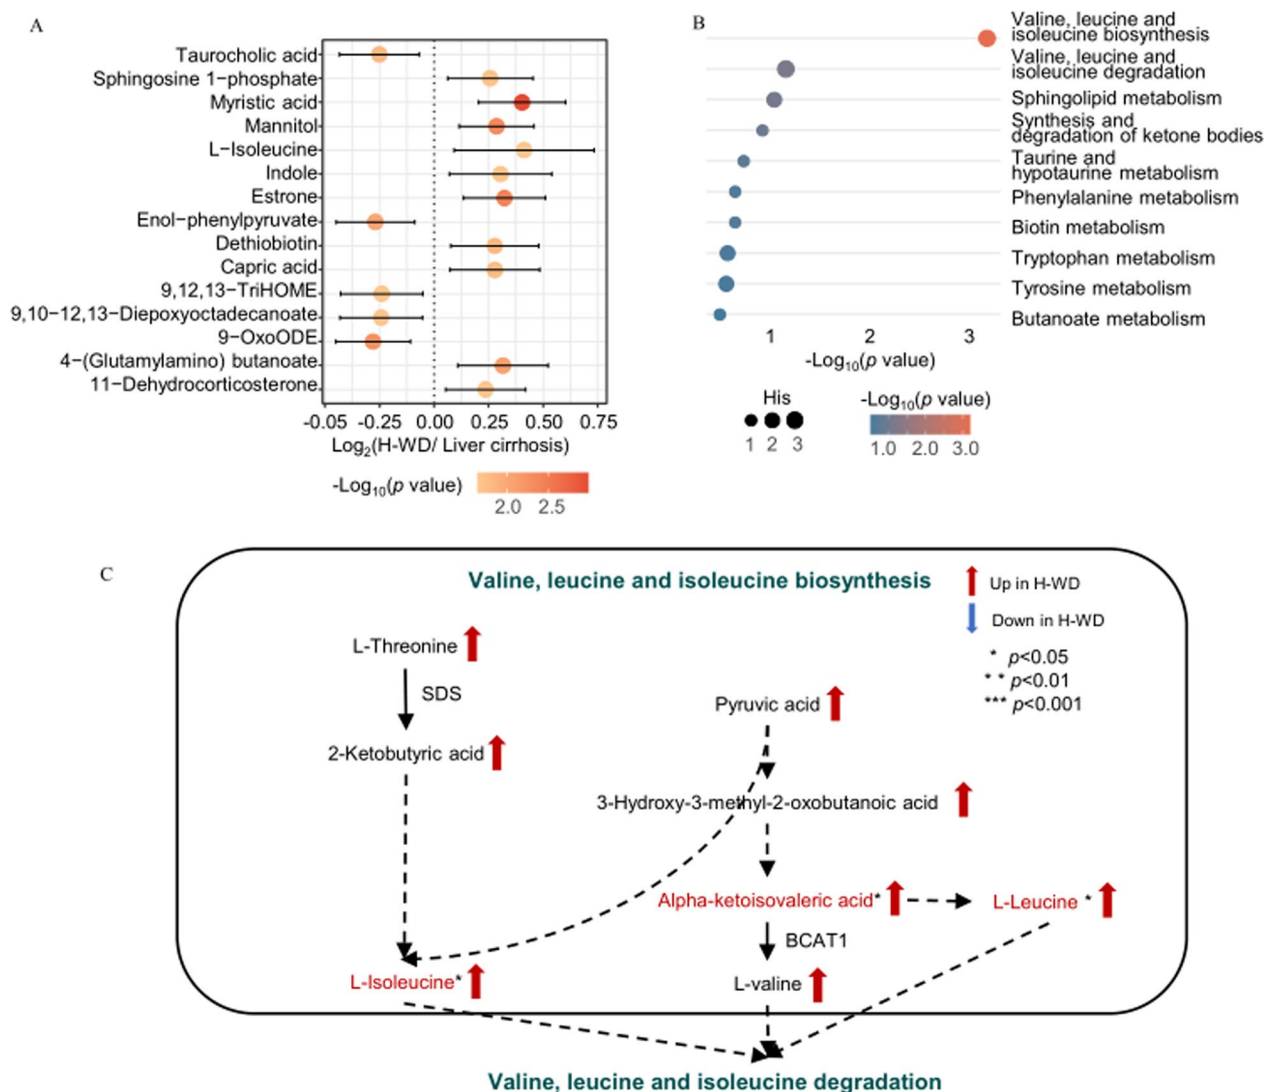 A
Taurocholic acid
Sphingosine 1−phosphate
Myristic acid
Mannitol
L−Isoleucine
Indole
Estrone
Enol−phenylpyruvate
Dethiobiotin
Capric acid
9,12,13−TriHOME
9,10−12,13−Diepoxyoctadecanoate
9−OxoODE
4−(Glutamylamino) butanoate
11−Dehydrocorticosterone
-0.05 -0.25 0.00 0.25 0.50 0.75
Log2(H-WD/ Liver cirrhosis)
-Log10(p value)
2.0 2.5
B
Valine, leucine and
isoleucine biosynthesis
Valine, leucine and
isoleucine degradation
Sphingolipid metabolism
Synthesis and
degradation of ketone bodies
Taurine and
hypotaurine metabolism
Phenylalanine metabolism
Biotin metabolism
Tryptophan metabolism
Tyrosine metabolism
Butanoate metabolism
1 2 3
-Log10(p value)
His
1 2 3
-Log10(p value)
1.0 2.0 3.0
C
Valine, leucine and isoleucine biosynthesis
Up in H-WD
Down in H-WD
* p<0.05
* * p<0.01
*** p<0.001
L-Threonine
SDS
2-Ketobutyric acid
Pyruvic acid
3-Hydroxy-3-methyl-2-oxobutanoic acid
Alpha-ketoisovaleric acid*
L-Leucine *
BCAT1
L-Isoleucine*
L-valine
Valine, leucine and isoleucine degradation